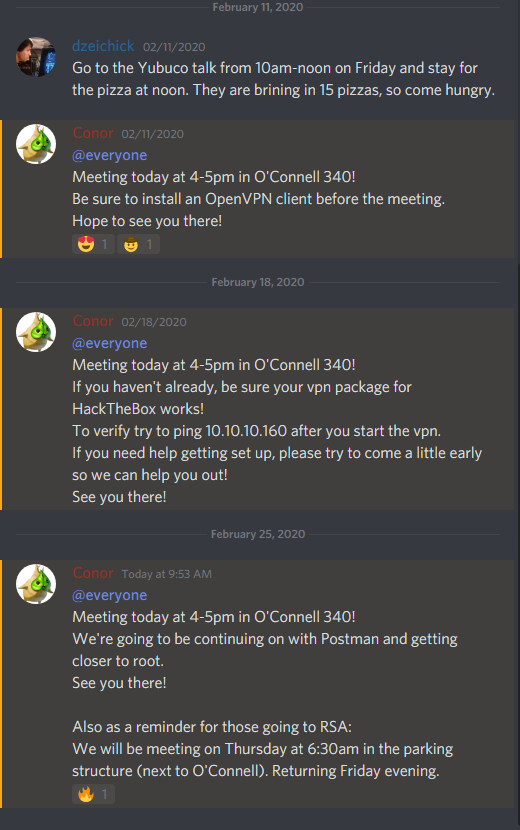 February 11, 2020
dzeichick 02/11/2020
Go to the Yubuco talk from 10am-noon on Friday and stay for
the pizza at noon. They are brining in 15 pizzas, so come hungry.
Conor 02/11/2020
@everyone
Meeting today at 4-5pm in O'Connell 340!
Be sure to install an OpenVPN client before the meeting.
Hope to see you there!
1 1
February 18, 2020
Conor 02/18/2020
@everyone
Meeting today at 4-5pm in O'Connell 340!
If you haven't already, be sure your vpn package for
HackTheBox works!
To verify try to ping 10.10.10.160 after you start the vpn.
If you need help getting set up, please try to come a little early
so we can help you out!
See you there!
February 25, 2020
Conor Today at 9:53 AM
@everyone
Meeting today at 4-5pm in O'Connell 340!
We're going to be continuing on with Postman and getting
closer to root.
See you there!
Also as a reminder for those going to RSA:
We will be meeting on Thursday at 6:30am in the parking
structure (next to O'Connell). Returning Friday evening.
1